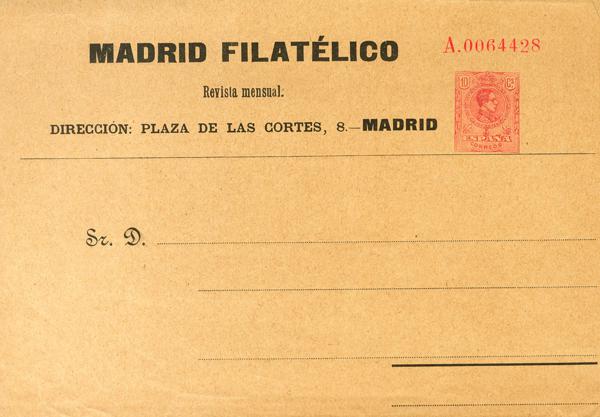 MADRID FILATÉLICO
A.0064428
Revista mensual.
DIRECCIÓN: PLAZA DE LAS CORTES, 8.—MADRID
10 Cs
ESPAÑA
CORREOS
Sr. D.